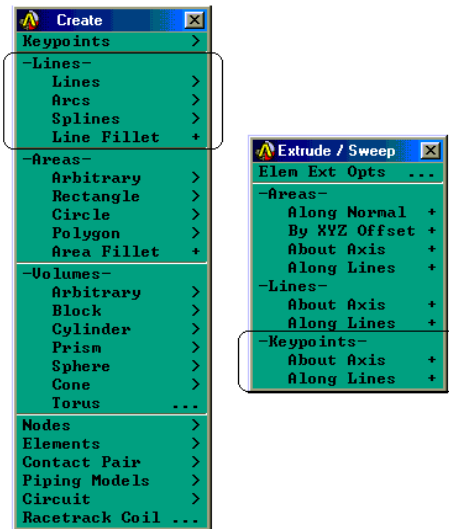 Create
Keypoints >
-Lines-
Lines >
Arcs >
Splines >
Line Fillet +
-Areas-
Arbitrary >
Rectangle >
Circle >
Polygon >
Area Fillet +
-Volumes-
Arbitrary >
Block >
Cylinder >
Prism >
Sphere >
Cone >
Torus ...
Nodes >
Elements >
Contact Pair >
Piping Models >
Circuit >
Racetrack Coil ...
Extrude / Sweep
Elem Ext Opts ...
-Areas-
Along Normal +
By XYZ Offset +
About Axis +
Along Lines +
-Lines-
About Axis +
Along Lines +
-Keypoints-
About Axis +
Along Lines +